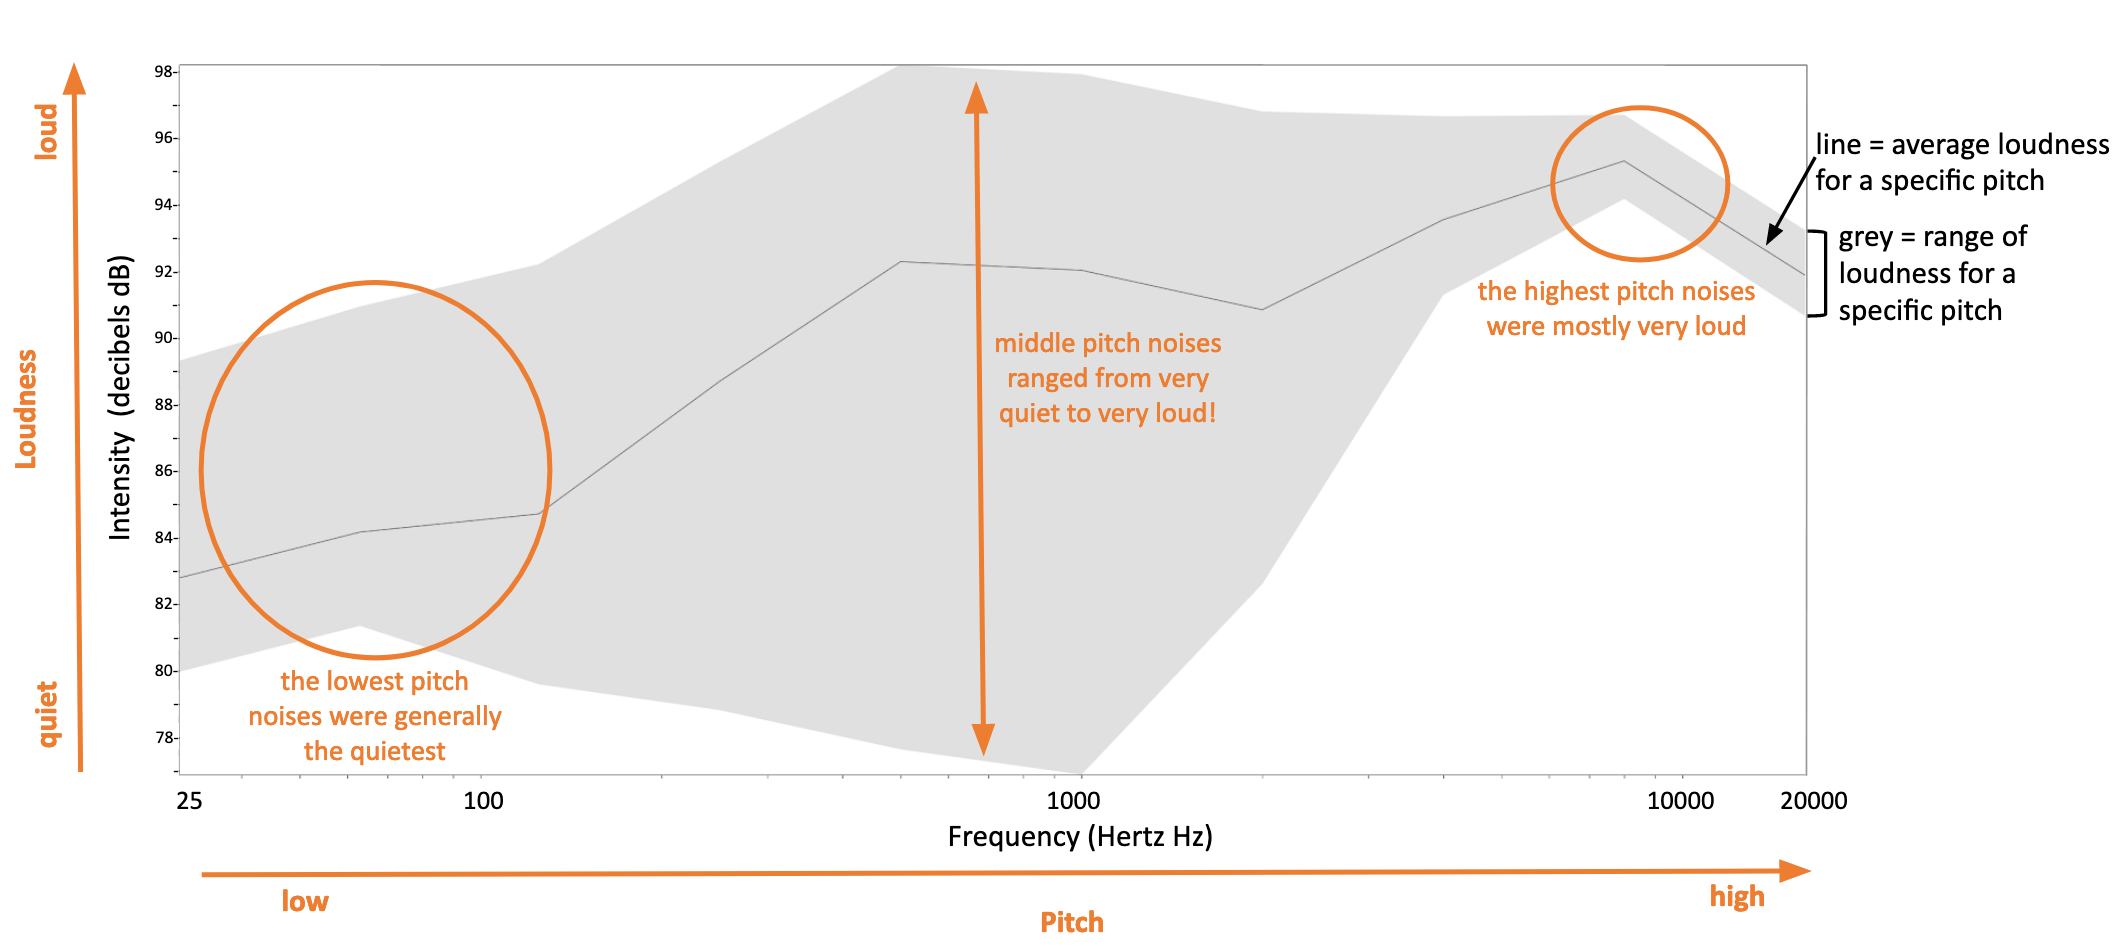 98
96
94
92
90
88
86
84
82
80
78
loud
Loudness
quiet
Intensity (decibels dB)
line = average loudness
for a specific pitch
grey = range of
loudness for a
specific pitch
the highest pitch noises
were mostly very loud
middle pitch noises
ranged from very
quiet to very loud!
the lowest pitch
noises were generally
the quietest
25 100 1000 10000 20000
Frequency (Hertz Hz)
low high
Pitch